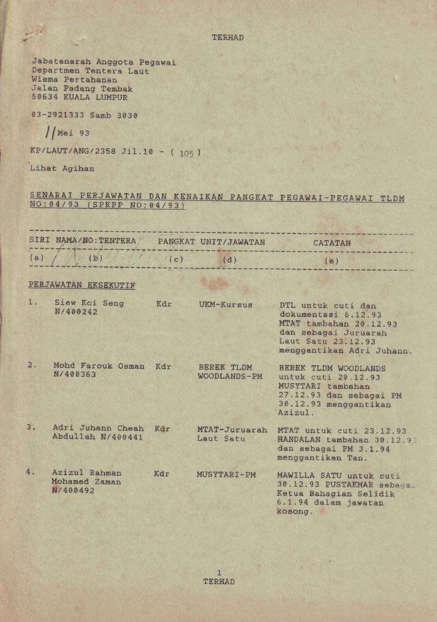 TERHAD
Jabatanarah Anggota Pegawai
Departmen Tentera Laut
Wisma Pertahanan
Jalan Padang Tembak
50634 KUALA LUMPUR
03-2921333 Samb 3030
11 Mei 93
KP/LAUT/ANG/2358 Jil.10 - ( 105 )
Lihat Agihan
SENARAI PERJAWATAN DAN KENAIKAN PANGKAT PEGAWAI-PEGAWAI TLDM
NO:04/93 (SPKPP NO:04/93)
SIRI NAMA/NO:TENTERA PANGKAT UNIT/JAWATAN CATATAN
(a) (b) (c) (d) (e)
PERJAWATAN EKSEKUTIF
1. Siew Koi Seng Kdr UKM-Kursus DTL untuk cuti dan
N/400242 dokumentasi 6.12.93
MTAT tambahan 20.12.93
dan sebagai Juruarah
Laut Satu 23.12.93
menggantikan Adri Juhann.
2. Mohd Farouk Osman Kdr BEREK TLDM BEREK TLDM WOODLANDS
N/400363 WOODLANDS-PM untuk cuti 20.12.93
MUSYTARI tambahan
27.12.93 dan sebagai PM
30.12.93 menggantikan
Azizul.
3. Adri Juhann Cheah Kdr MTAT-Juruarah MTAT untuk cuti 23.12.93
Abdullah N/400441 Laut Satu HANDALAN tambahan 30.12.93
dan sebagai PM 3.1.94
menggantikan Tan.
4. Azizul Rahman Kdr MUSYTARI-PM MAWILLA SATU untuk cuti
Mohamed Zaman 30.12.93 PUSTAKMAR sebaga
N/400492 Ketua Bahagian Selidik
6.1.94 dalam jawatan
kosong.
1
TERHAD